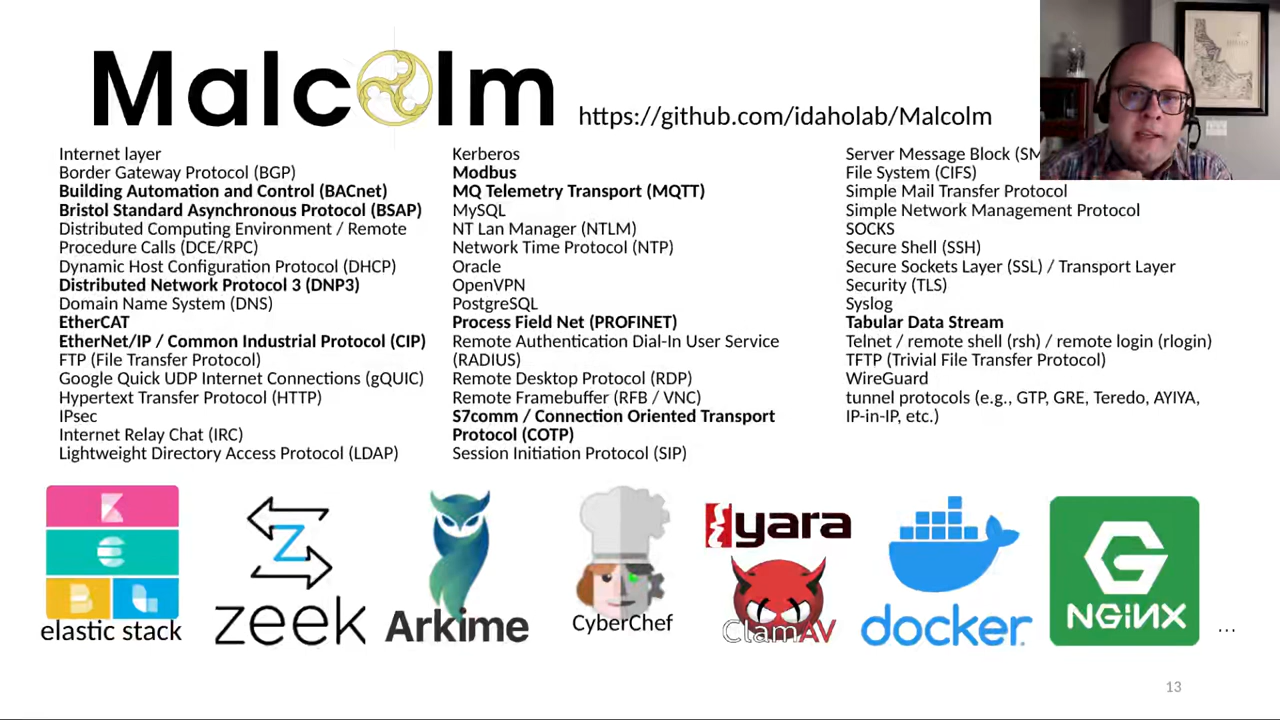 Malcolm
https://github.com/idaholab/Malcolm
Internet layer
Border Gateway Protocol (BGP)
Building Automation and Control (BACnet)
Bristol Standard Asynchronous Protocol (BSAP)
Distributed Computing Environment / Remote
Procedure Calls (DCE/RPC)
Dynamic Host Configuration Protocol (DHCP)
Distributed Network Protocol 3 (DNP3)
Domain Name System (DNS)
EtherCAT
EtherNet/IP / Common Industrial Protocol (CIP)
FTP (File Transfer Protocol)
Google Quick UDP Internet Connections (gQUIC)
Hypertext Transfer Protocol (HTTP)
IPsec
Internet Relay Chat (IRC)
Lightweight Directory Access Protocol (LDAP)
Kerberos
Modbus
MQ Telemetry Transport (MQTT)
MySQL
NT Lan Manager (NTLM)
Network Time Protocol (NTP)
Oracle
OpenVPN
PostgreSQL
Process Field Net (PROFINET)
Remote Authentication Dial-In User Service
(RADIUS)
Remote Desktop Protocol (RDP)
Remote Framebuffer (RFB / VNC)
S7comm / Connection Oriented Transport
Protocol (COTP)
Session Initiation Protocol (SIP)
Server Message Block (SM
File System (CIFS)
Simple Mail Transfer Protocol
Simple Network Management Protocol
SOCKS
Secure Shell (SSH)
Secure Sockets Layer (SSL) / Transport Layer
Security (TLS)
Syslog
Tabular Data Stream
Telnet / remote shell (rsh) / remote login (rlogin)
TFTP (Trivial File Transfer Protocol)
WireGuard
tunnel protocols (e.g., GTP, GRE, Teredo, AYIYA,
IP-in-IP, etc.)
elastic stack
zeek
Arkime
CyberChef
yara
ClamAV
docker
NGINX
...
13